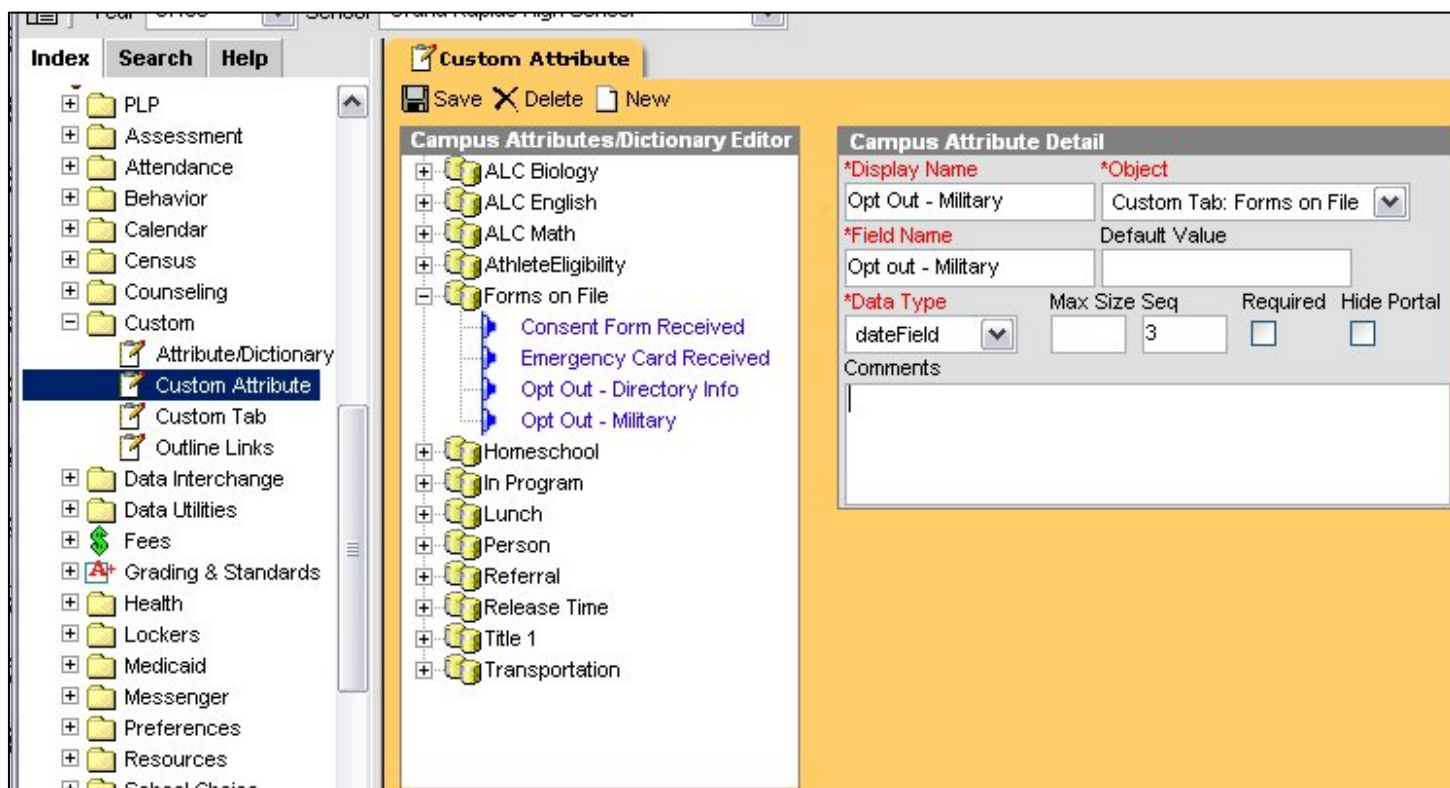 Index Search Help
PLP
Assessment
Attendance
Behavior
Calendar
Census
Counseling
Custom
Attribute/Dictionary
Custom Attribute
Custom Tab
Outline Links
Data Interchange
Data Utilities
Fees
Grading & Standards
Health
Lockers
Medicaid
Messenger
Preferences
Resources
Custom Attribute
Save Delete New
Campus Attributes/Dictionary Editor
ALC Biology
ALC English
ALC Math
AthleteEligibility
Forms on File
Consent Form Received
Emergency Card Received
Opt Out - Directory Info
Opt Out - Military
Homeschool
In Program
Lunch
Person
Referral
Release Time
Title 1
Transportation
Campus Attribute Detail
*Display Name *Object
Opt Out - Military Custom Tab: Forms on File
*Field Name Default Value
Opt out - Military
*Data Type Max Size Seq Required Hide Portal
dateField 3
Comments